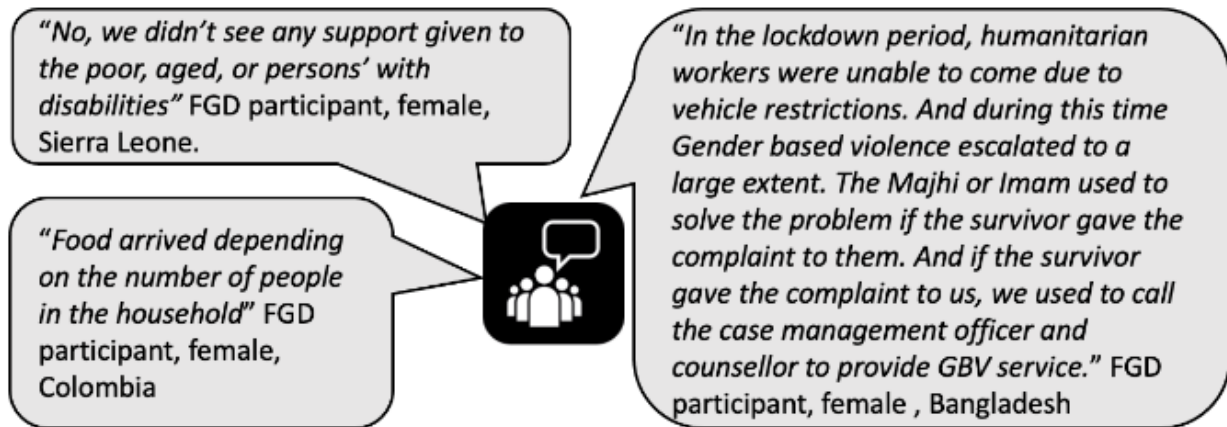 “No, we didn’t see any support given to
the poor, aged, or persons’ with
disabilities” FGD participant, female,
Sierra Leone.
“Food arrived depending
on the number of people
in the household” FGD
participant, female,
Colombia
“In the lockdown period, humanitarian
workers were unable to come due to
vehicle restrictions. And during this time
Gender based violence escalated to a
large extent. The Majhi or Imam used to
solve the problem if the survivor gave the
complaint to them. And if the survivor
gave the complaint to us, we used to call
the case management officer and
counsellor to provide GBV service.” FGD
participant, female , Bangladesh